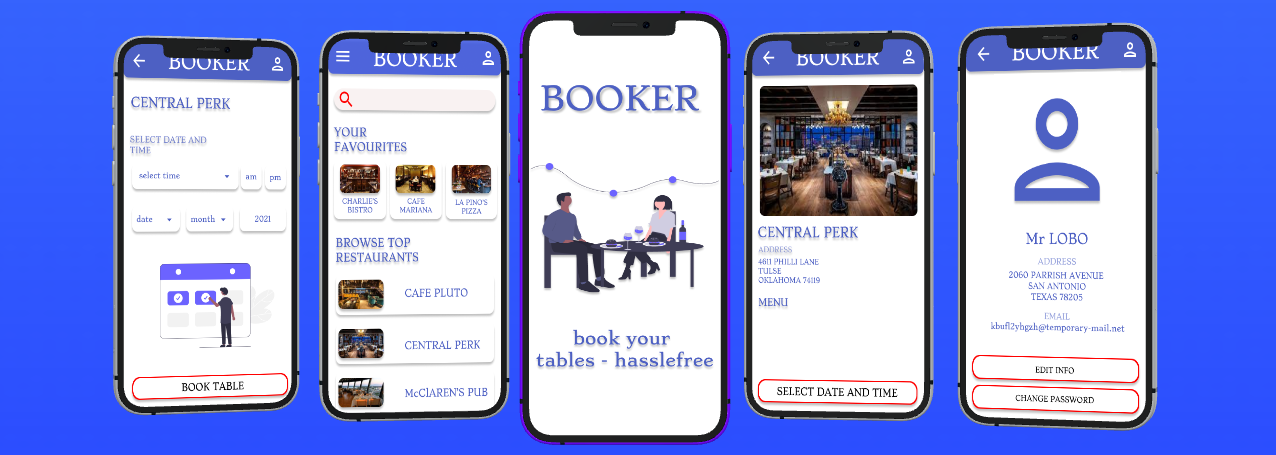 BOOKER
CENTRAL PERK
SELECT DATE AND
TIME
select time
am
pm
date
month
2021
BOOK TABLE
BOOKER
YOUR
FAVOURITES
CHARLIE'S
BISTRO
CAFE
MARIANA
LA PINO'S
PIZZA
BROWSE TOP
RESTAURANTS
CAFE PLUTO
CENTRAL PERK
McClAREN'S PUB
BOOKER
book your
tables - hasslefree
BOOKER
CENTRAL PERK
ADDRESS
4611 PHILLI LANE
TULSE
OKLAHOMA 74119
MENU
SELECT DATE AND TIME
BOOKER
Mr LOBO
ADDRESS
2060 PARRISH AVENUE
SAN ANTONIO
TEXAS 78205
EMAIL
kbufl2yhgzh@temporary-mail.net
EDIT INFO
CHANGE PASSWORD